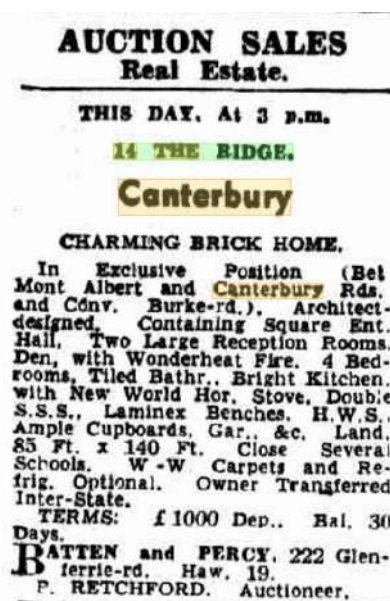 AUCTION SALES
Real Estate.
THIS DAY. At 3 p.m.
14 THE RIDGE.
Canterbury
CHARMING BRICK HOME.
In Exclusive Position (Bet
Mont Albert and Canterbury Rds.
and Conv. Burke-rd.). Architect-
designed, Containing Square Ent.
Hall, Two Large Reception Rooms.
Den, with Wonderheat Fire. 4 Bed-
rooms, Tiled Bathr., Bright Kitchen,
with New World Hor. Stove, Double
S.S.S., Laminex Benches. H.W.S.,
Ample Cupboards, Gar., &c. Land.
85 Ft. x 140 Ft. Close Several
Schools. W-W Carpets and Re-
frig. Optional. Owner Transferred
Inter-State.
TERMS: £1000 Dep., Bal. 30
Days.
BATTEN and PERCY, 222 Glen-
ferrie-rd. Haw. 19.
P. RETCHFORD. Auctioneer.